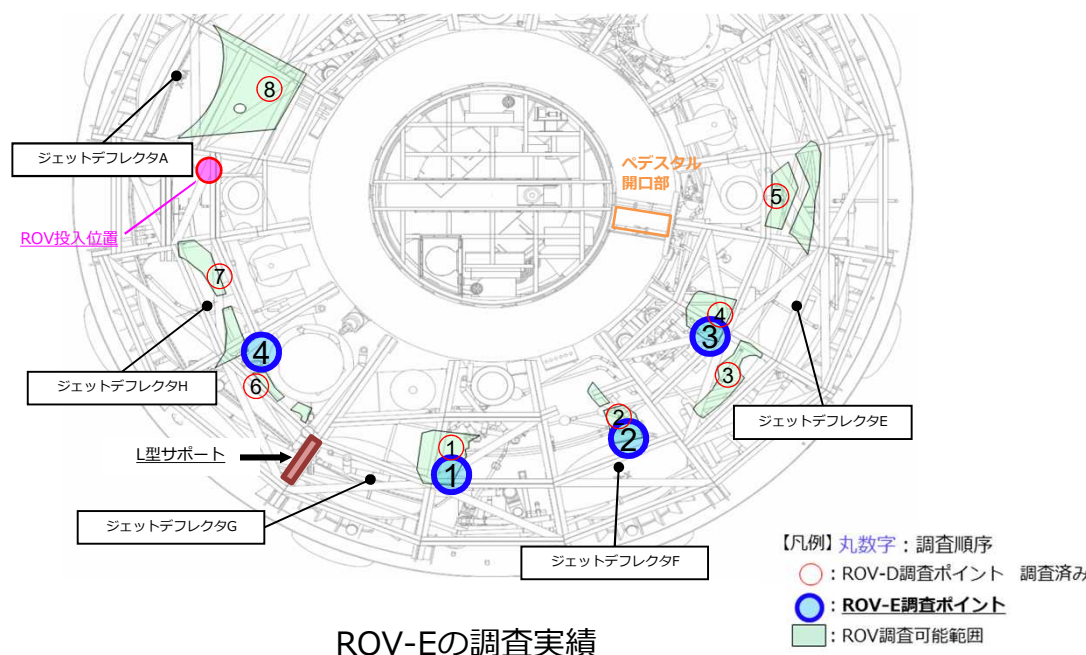 ⑧
ジェットデフレクタA
ペデスタル
開口部
⑤
ROV投入位置
⑦
④
3
4
ジェットデフレクタH
⑥
③
ジェットデフレクタE
②
2
L型サポート
①
1
ジェットデフレクタG
ジェットデフレクタF
【凡例】丸数字：調査順序
：ROV-D調査ポイント 調査済み
：ROV-E調査ポイント
：ROV調査可能範囲
ROV-Eの調査実績